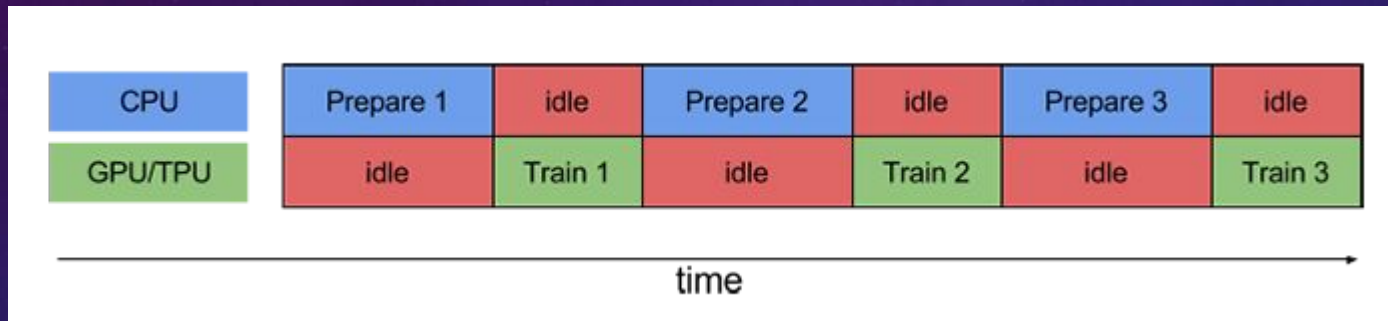 CPU Prepare 1 idle Prepare 2 idle Prepare 3 idle
GPU/TPU idle Train 1 idle Train 2 idle Train 3
time